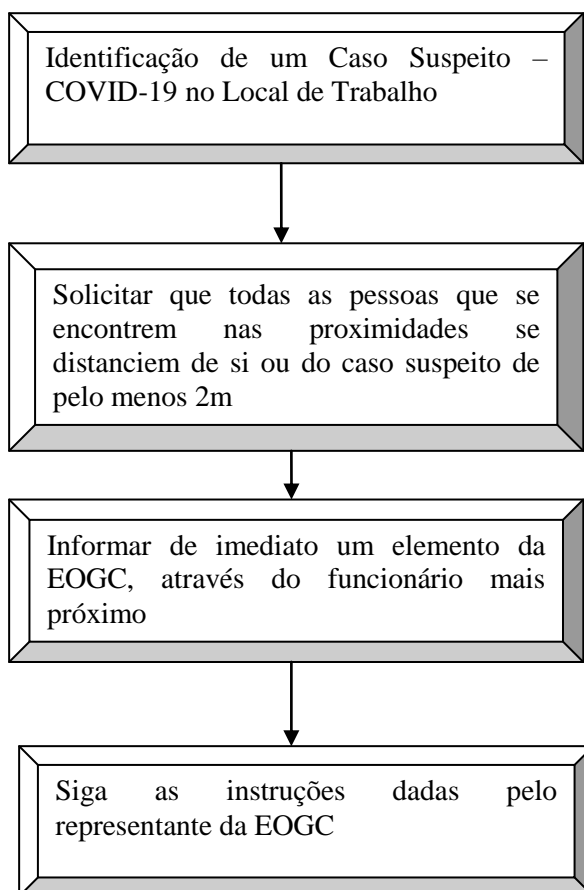 Identificação de um Caso Suspeito –
COVID-19 no Local de Trabalho
Solicitar que todas as pessoas que se
encontrem nas proximidades se
distanciem de si ou do caso suspeito de
pelo menos 2m
Informar de imediato um elemento da
EOGC, através do funcionário mais
próximo
Siga as instruções dadas pelo
representante da EOGC